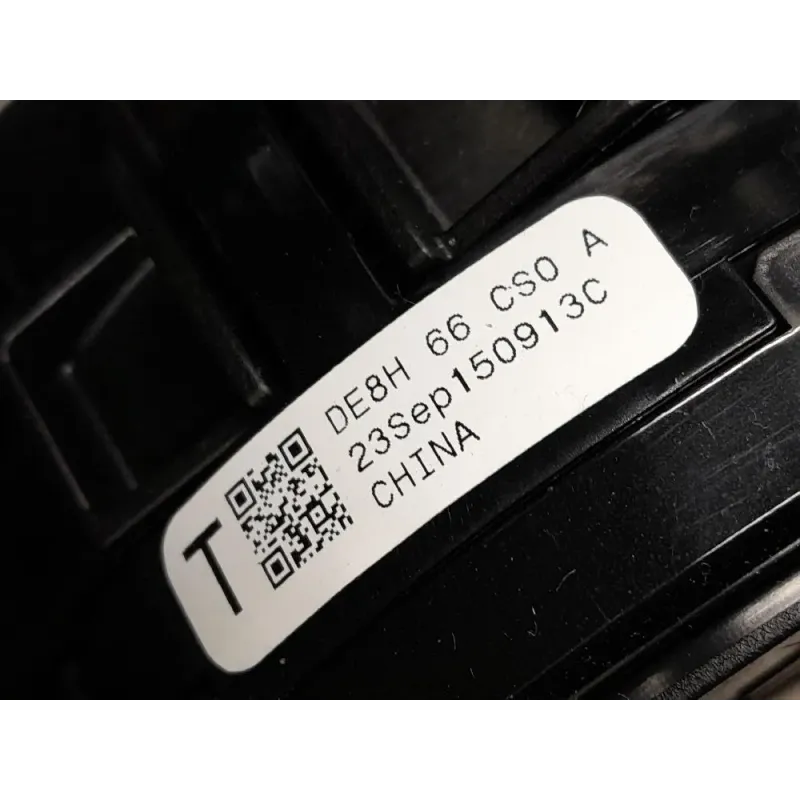 T
DE8H 66 CS0 A
23Sep150913C
CHINA